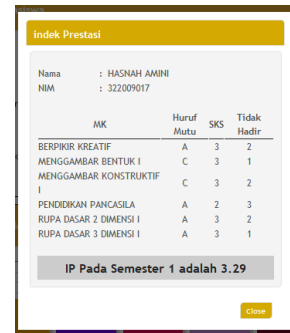 indek Prestasi
Nama : HASNAH AMINI
NIM : 322009017
MK Huruf Mutu SKS Tidak Hadir
BERPIKIR KREATIF A 3 2
MENGGAMBAR BENTUK I C 3 1
MENGGAMBAR KONSTRUKTIF I C 3 2
PENDIDIKAN PANCASILA A 2 3
RUPA DASAR 2 DIMENSI I A 3 2
RUPA DASAR 3 DIMENSI I A 3 1
IP Pada Semester 1 adalah 3.29
Close